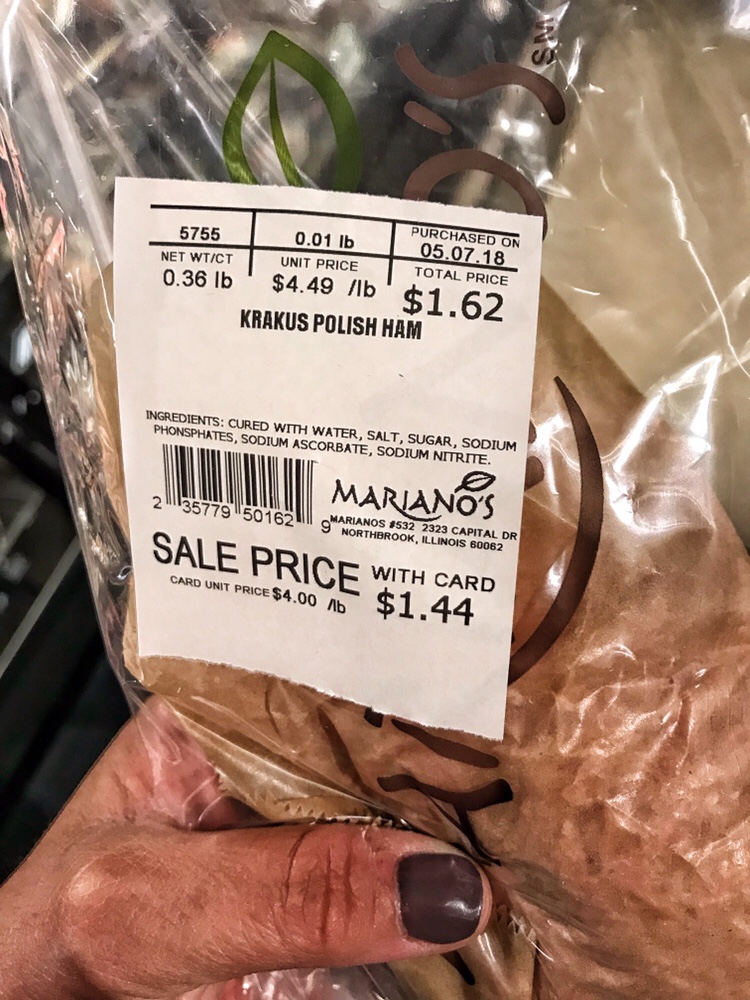 SM
's
5755 0.01 lb PURCHASED ON
05.07.18
NET WT/CT UNIT PRICE TOTAL PRICE
0.36 lb $4.49 /lb $1.62
KRAKUS POLISH HAM
INGREDIENTS: CURED WITH WATER, SALT, SUGAR, SODIUM
PHONSPHATES, SODIUM ASCORBATE, SODIUM NITRITE.
2 35779 50162 9
MARIANO'S
MARIANOS #532 2323 CAPITAL DR
NORTHBROOK, ILLINOIS 60062
SALE PRICE WITH CARD
CARD UNIT PRICE $4.00 /lb $1.44